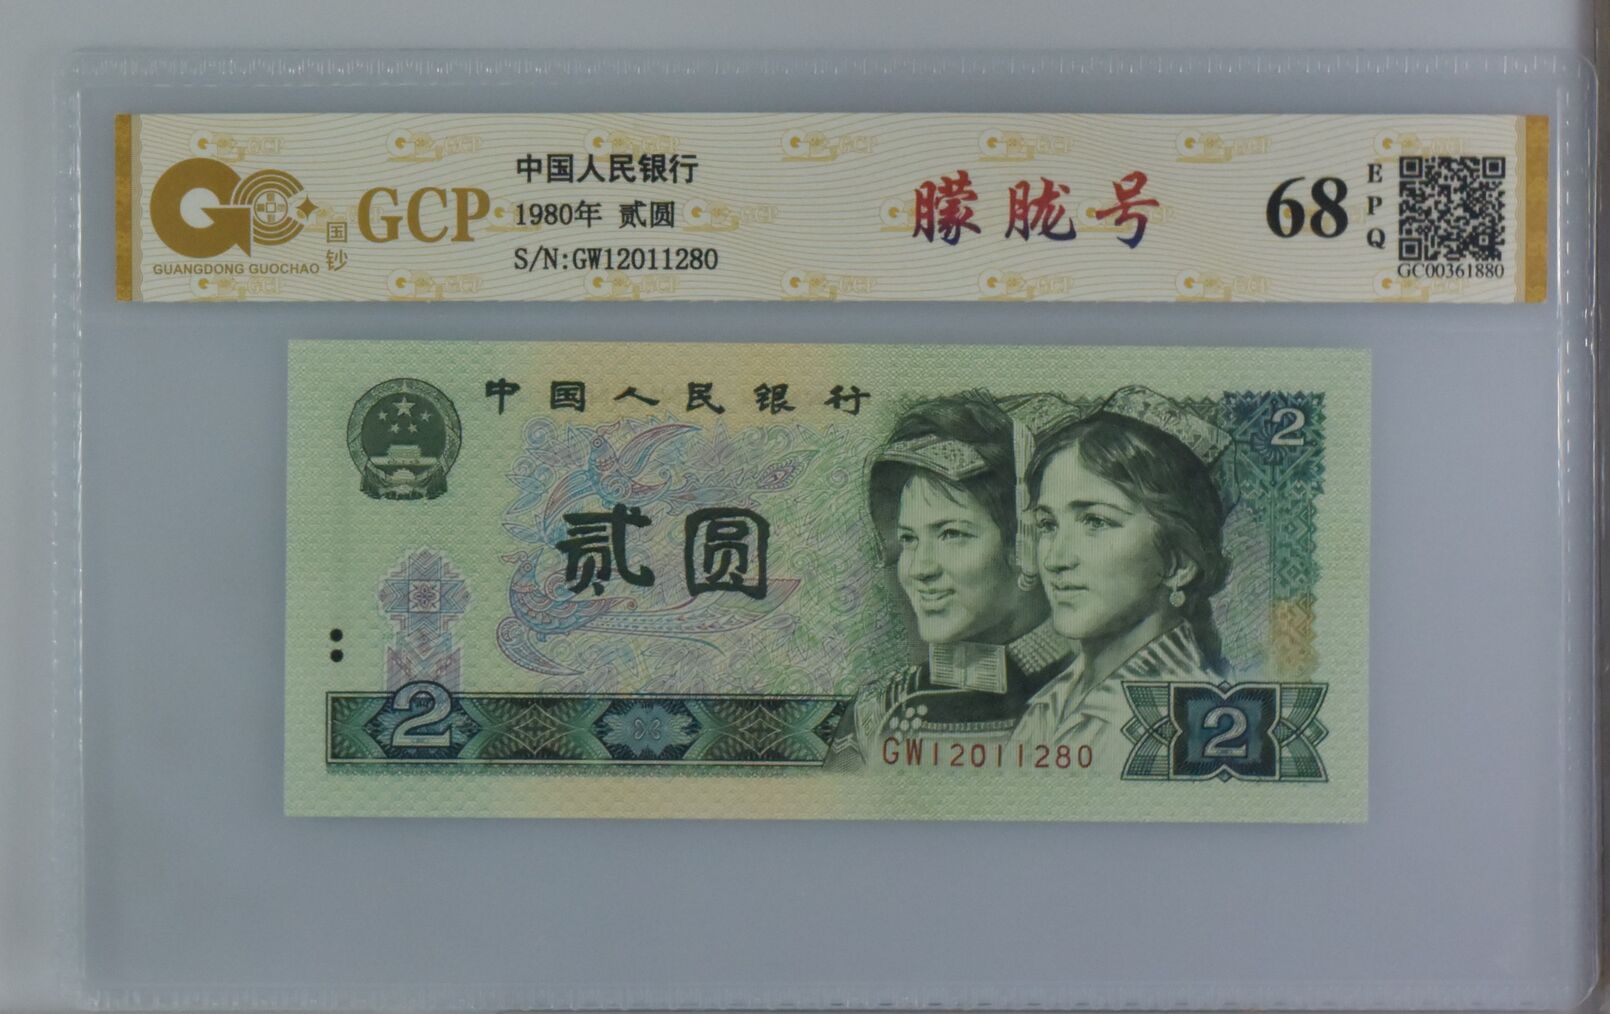 GCP
国钞
GUANGDONG GUOCHAO
中国人民银行
1980年 贰圆
S/N:GW12011280
朦胧号
68
EPQ
GC00361880
中国人民银行
2
贰圆
2
GW12011280
2